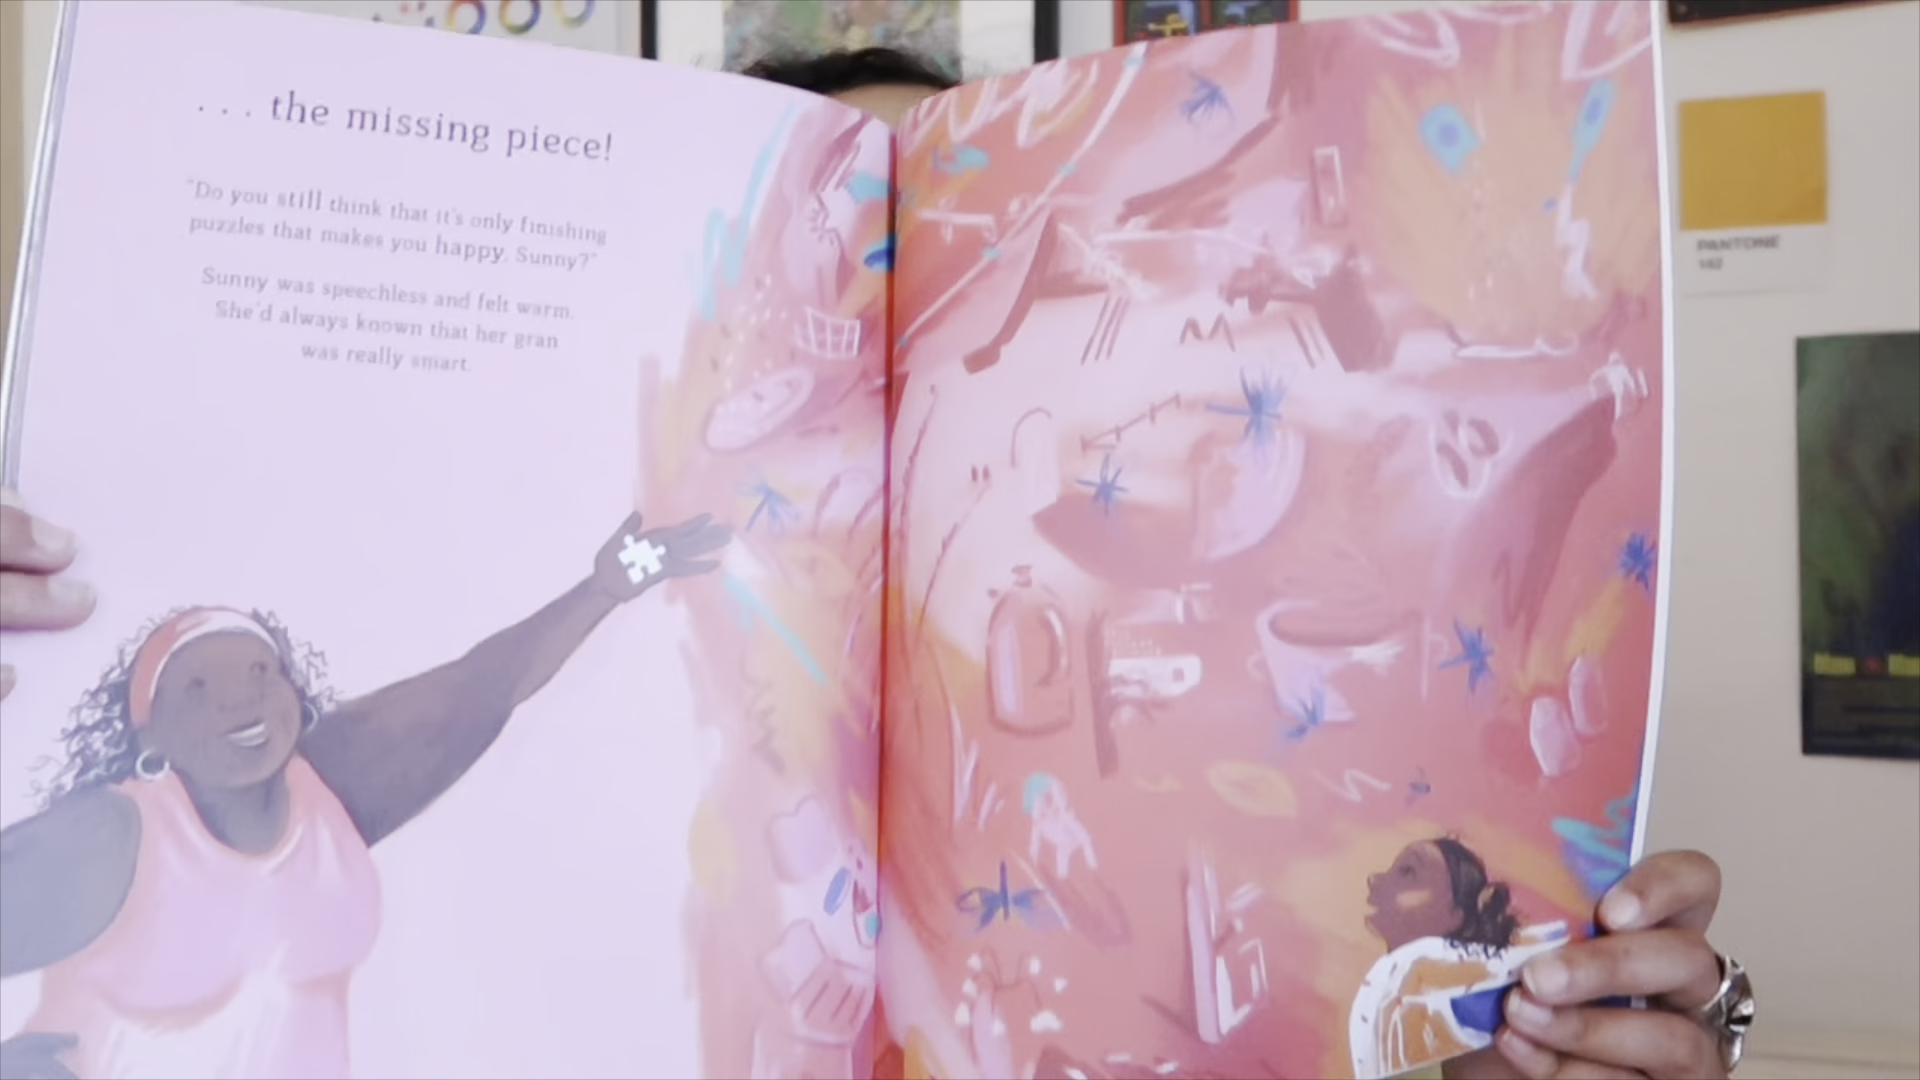 . . . the missing piece!
"Do you still think that it's only finishing
puzzles that makes you happy, Sunny?"
Sunny was speechless and felt warm.
She'd always known that her gran
was really smart.
PANTONE